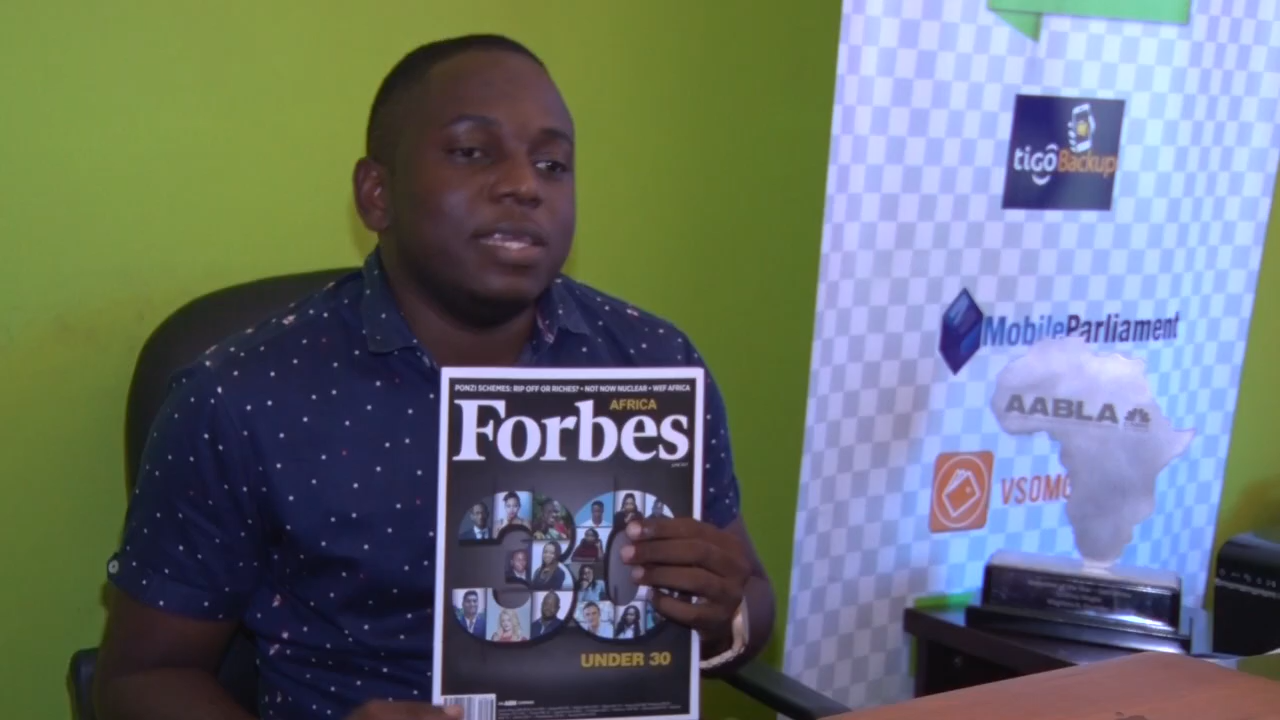 PONZI SCHEMES: RIP OFF OR RICHES? • NOT NOW NUCLEAR • WEF AFRICA
AFRICA
Forbes
30
UNDER 30
tigo Backup
MobileParliament
AABLA
VSOMO